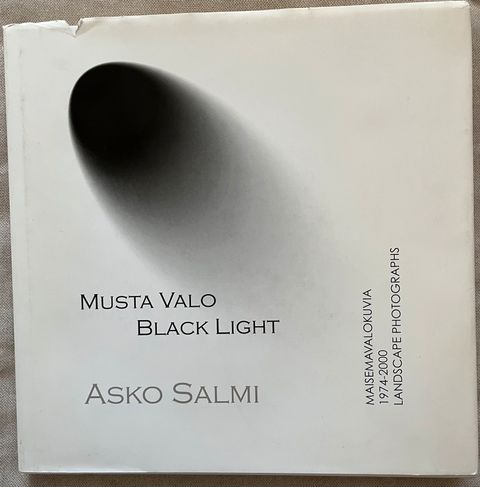 Musta Valo
Black Light
Asko Salmi
MAISEMAVALOKUVIA
1974-2000
LANDSCAPE PHOTOGRAPHS